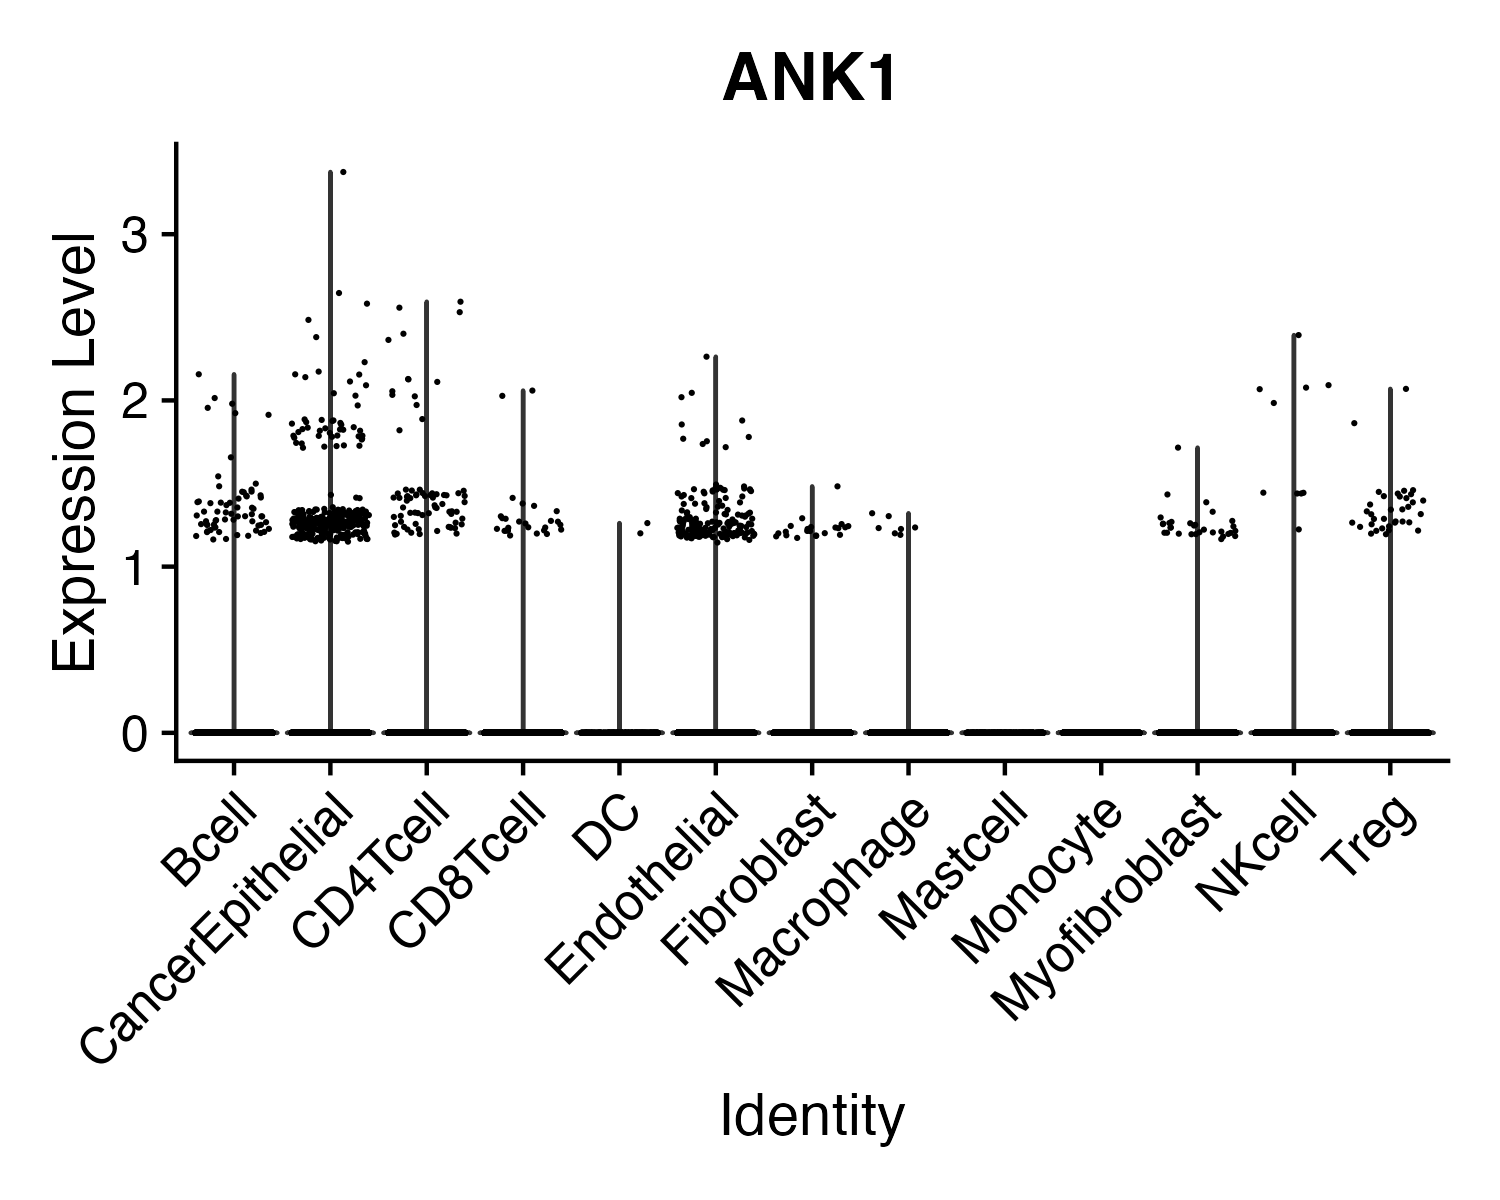 ANK1
Expression Level
3
2
1
0
Bcell
CancerEpithelial
CD4Tcell
CD8Tcell
DC
Endothelial
Fibroblast
Macrophage
Mastcell
Monocyte
Myofibroblast
NKcell
Treg
Identity